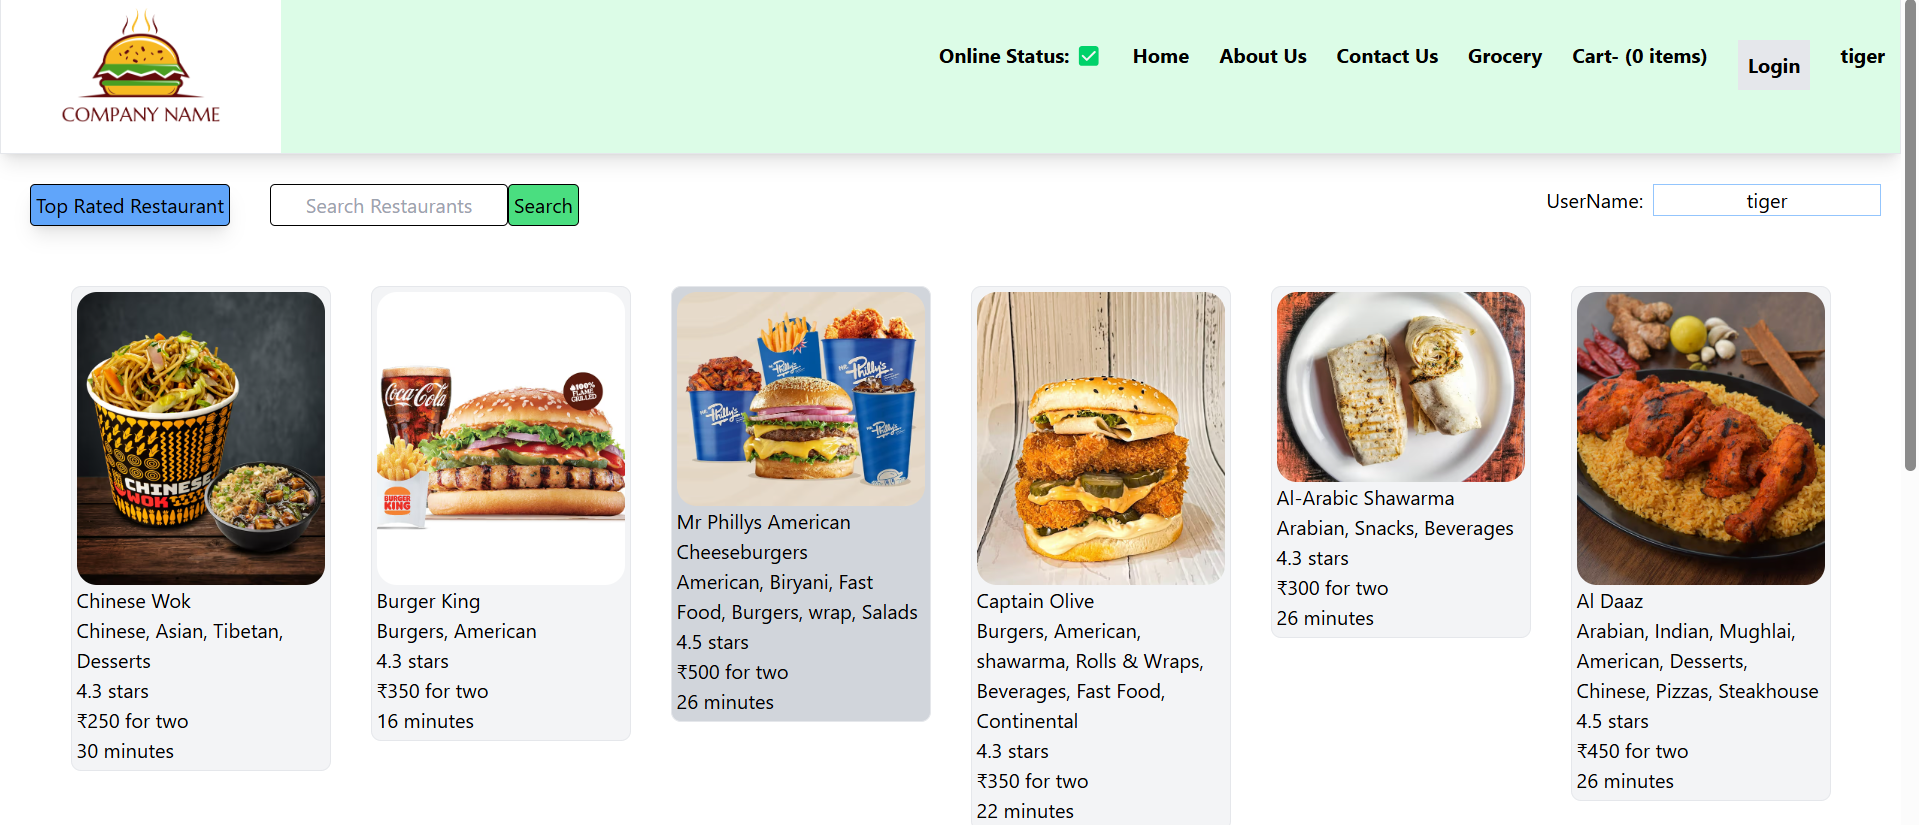 COMPANY NAME
Online Status: ✅ Home About Us Contact Us Grocery Cart- (0 items) Login tiger
Top Rated Restaurant Search Restaurants Search UserName: tiger
CHINESE
WOK
Chinese Wok
Chinese, Asian, Tibetan,
Desserts
4.3 stars
₹250 for two
30 minutes
Coca-Cola
100%
FLAME
GRILLED
BURGER
KING
Burger King
Burgers, American
4.3 stars
₹350 for two
16 minutes
MR. Philly's
MR. Philly's
MR. Philly's
MR. Philly's
Mr Phillys American
Cheeseburgers
American, Biryani, Fast
Food, Burgers, wrap, Salads
4.5 stars
₹500 for two
26 minutes
Captain Olive
Burgers, American,
shawarma, Rolls & Wraps,
Beverages, Fast Food,
Continental
4.3 stars
₹350 for two
22 minutes
Al-Arabic Shawarma
Arabian, Snacks, Beverages
4.3 stars
₹300 for two
26 minutes
Al Daaz
Arabian, Indian, Mughlai,
American, Desserts,
Chinese, Pizzas, Steakhouse
4.5 stars
₹450 for two
26 minutes